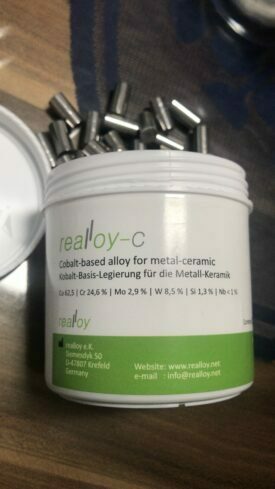 realloy-c
Cobalt-based alloy for metal-ceramic
Kobalt-Basis-Legierung für die Metall-Keramik
Co 62,5 | Cr 24,6 % | Mo 2,9 % | W 8,5 % | Si 1,3 % | Nb < 1 %
realloy
realloy e.K.
Siemendyk 50
D-47807 Krefeld
Germany
Website: www.realloy.net
e-mail : info@realloy.net